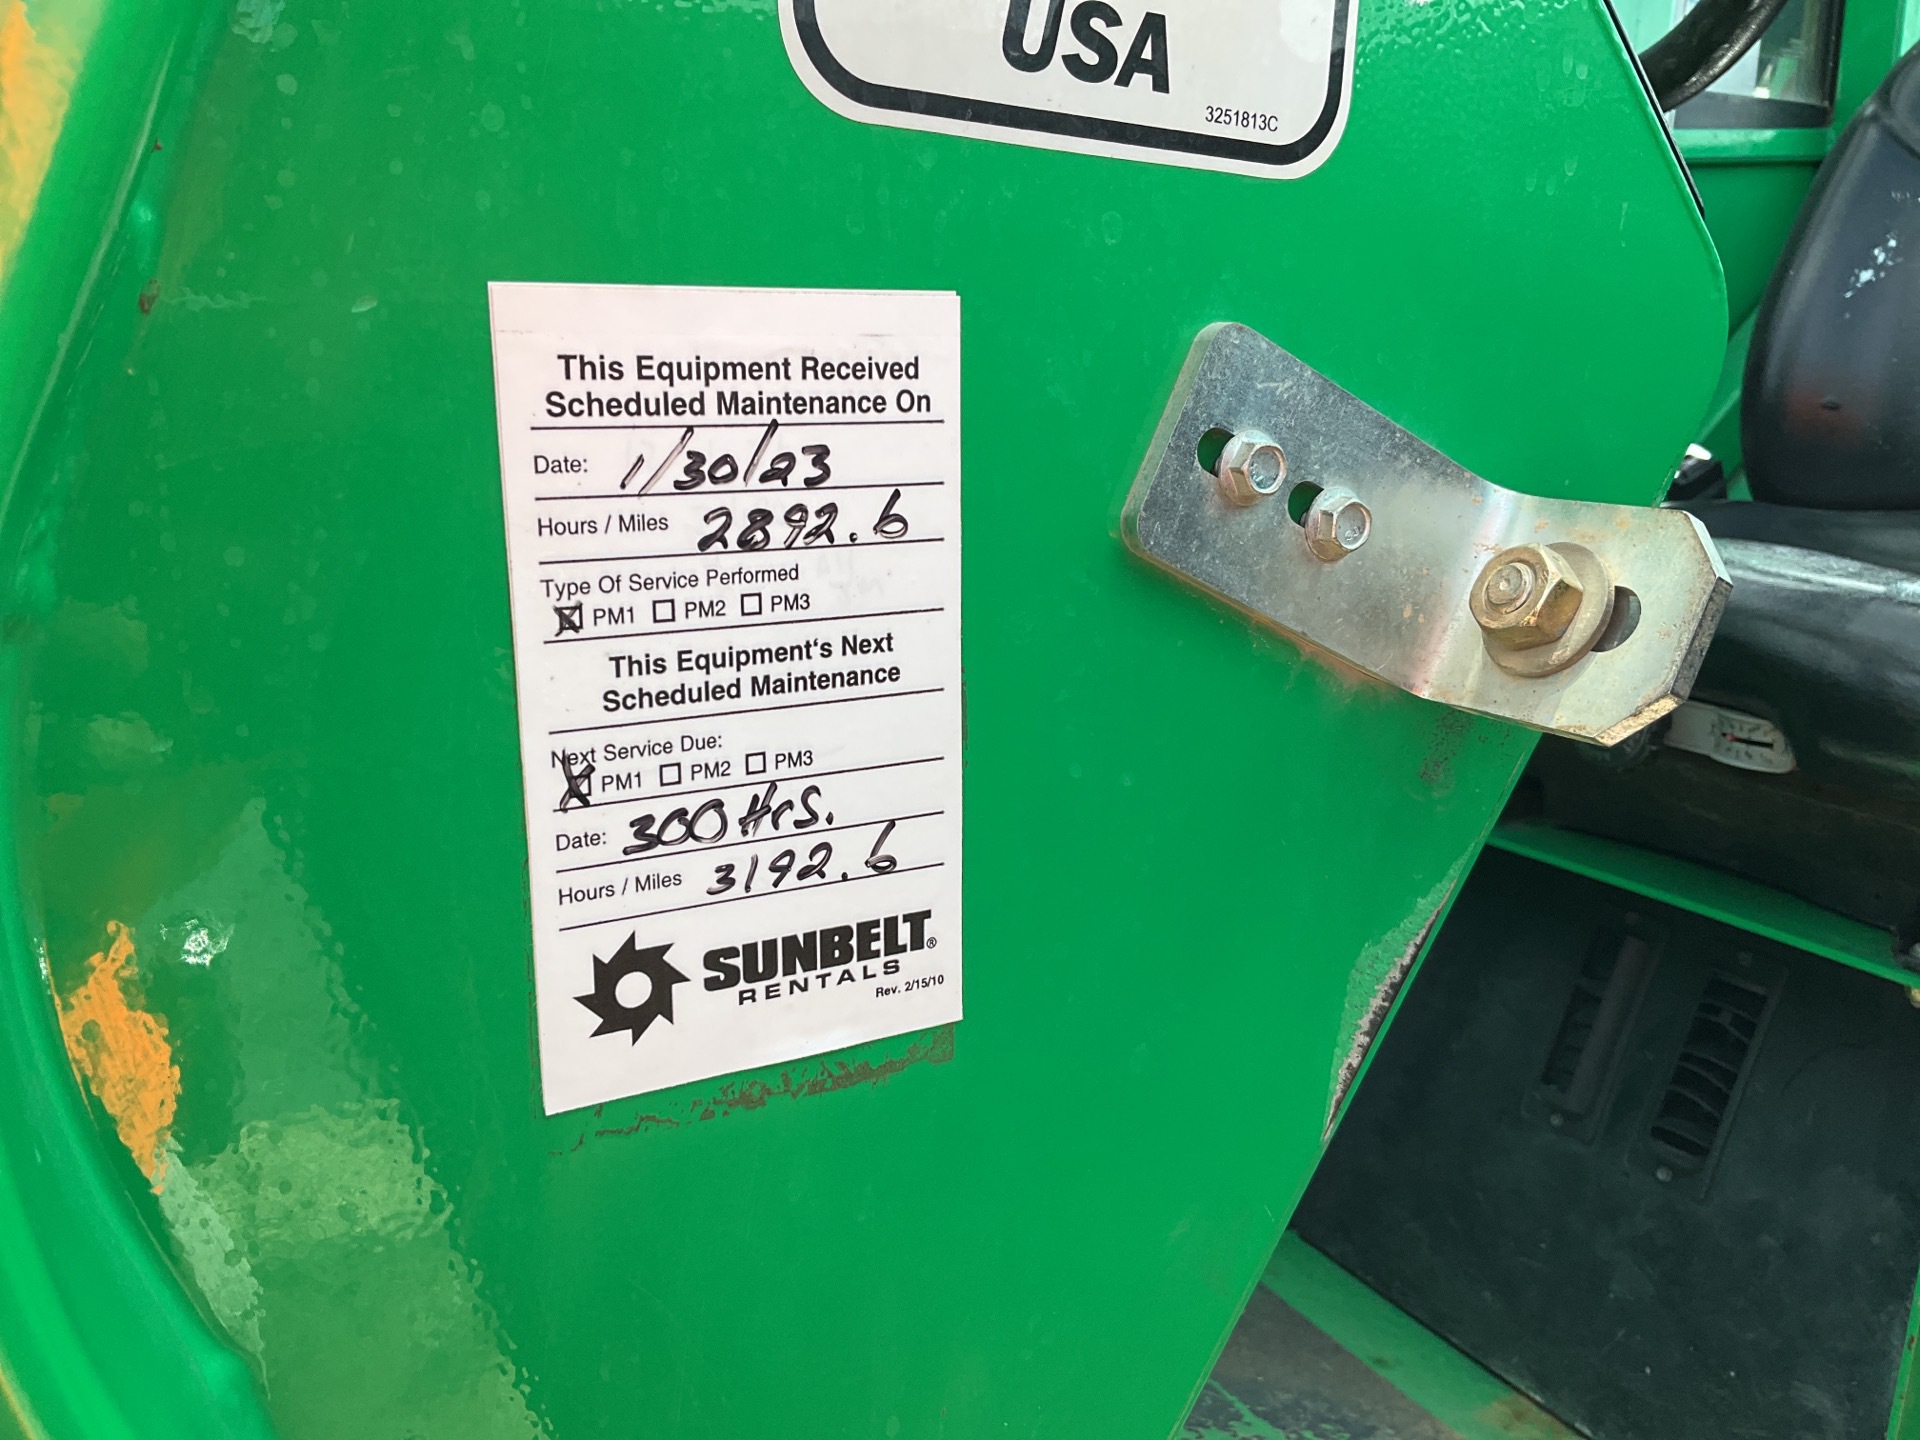 USA
3251813C
This Equipment Received
Scheduled Maintenance On
Date: 1/30/23
Hours / Miles 2892.6
Type Of Service Performed
☒ PM1 ☐ PM2 ☐ PM3
This Equipment‘s Next
Scheduled Maintenance
Next Service Due:
☒ PM1 ☐ PM2 ☐ PM3
Date: 300 Hrs.
Hours / Miles 3192.6
SUNBELT®
RENTALS
Rev. 2/15/10